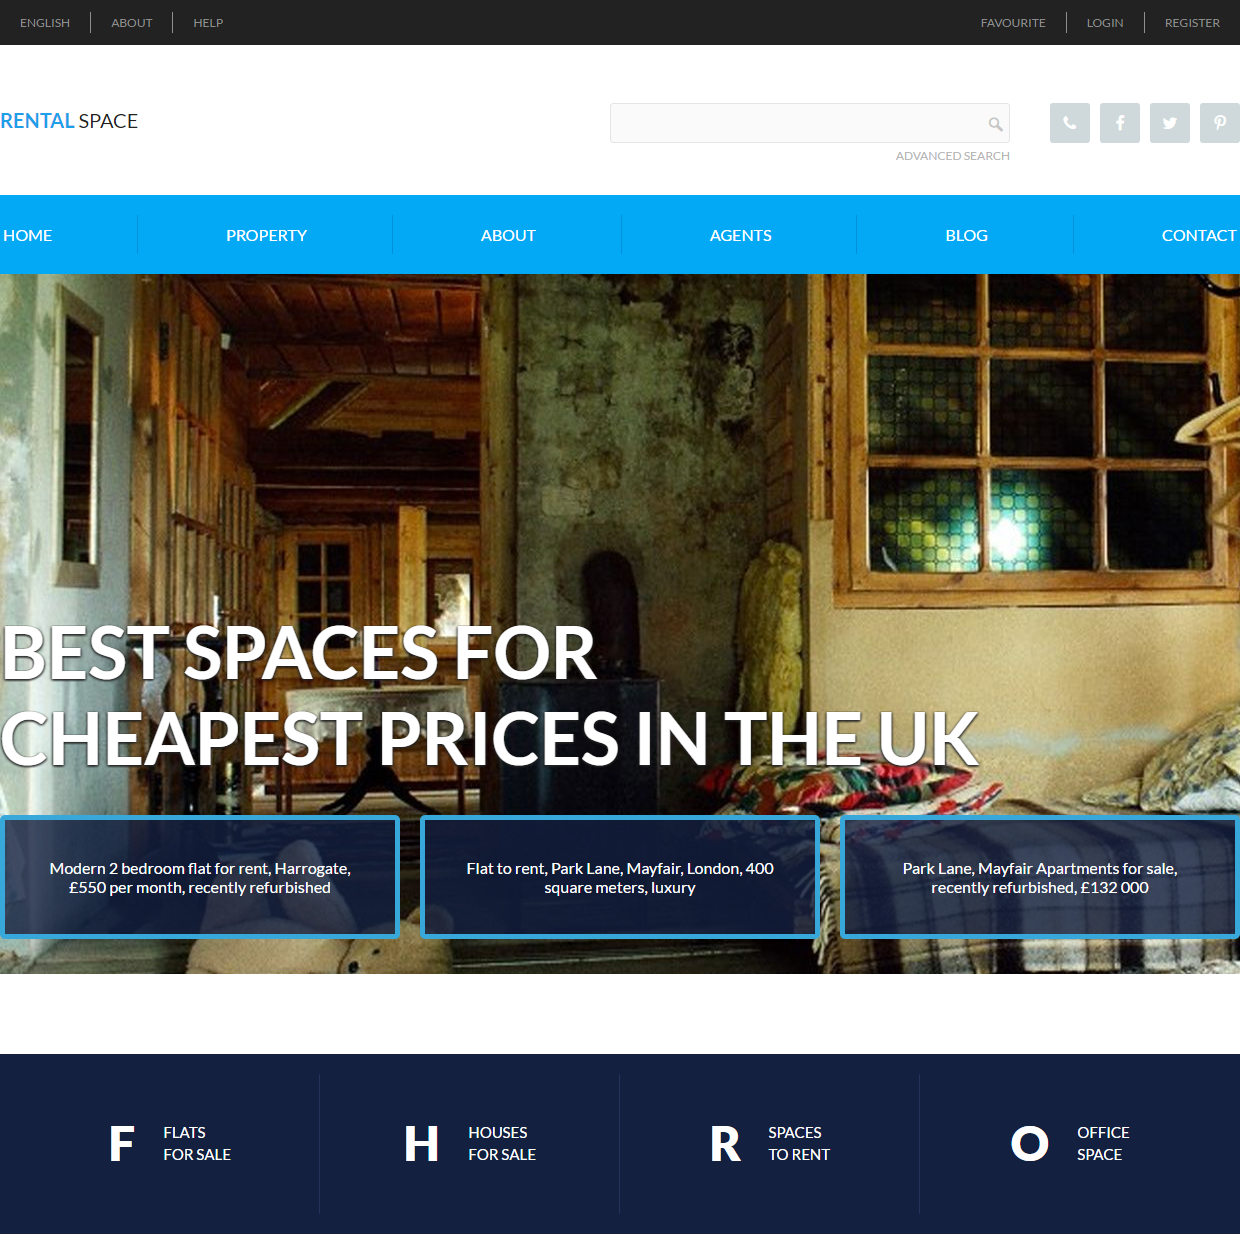 ENGLISH ABOUT HELP FAVOURITE LOGIN REGISTER
RENTAL SPACE
ADVANCED SEARCH
HOME PROPERTY ABOUT AGENTS BLOG CONTACT
BEST SPACES FOR
CHEAPEST PRICES IN THE UK
Modern 2 bedroom flat for rent, Harrogate,
£550 per month, recently refurbished
Flat to rent, Park Lane, Mayfair, London, 400
square meters, luxury
Park Lane, Mayfair Apartments for sale,
recently refurbished, £132 000
F
FLATS
FOR SALE
H
HOUSES
FOR SALE
R
SPACES
TO RENT
O
OFFICE
SPACE